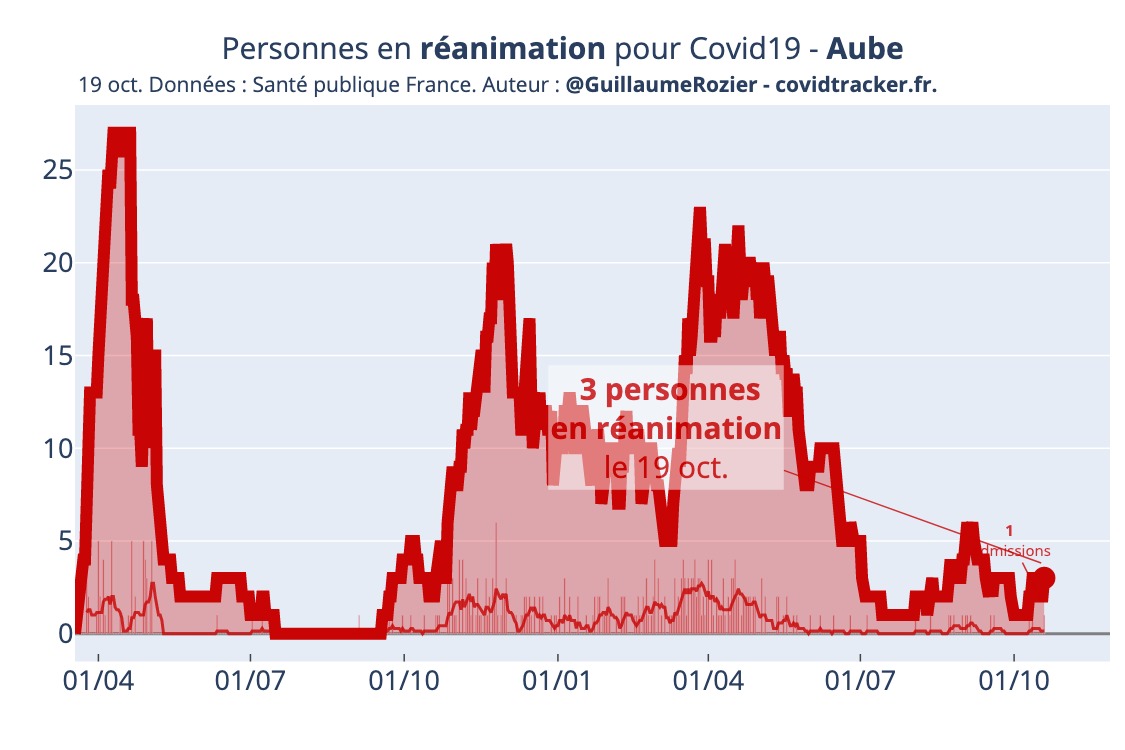 Personnes en réanimation pour Covid19 - Aube
19 oct. Données : Santé publique France. Auteur : @GuillaumeRozier - covidtracker.fr.
25
20
15
10
5
0
3 personnes
en réanimation
le 19 oct.
1
dmissions
01/04
01/07
01/10
01/01
01/04
01/07
01/10